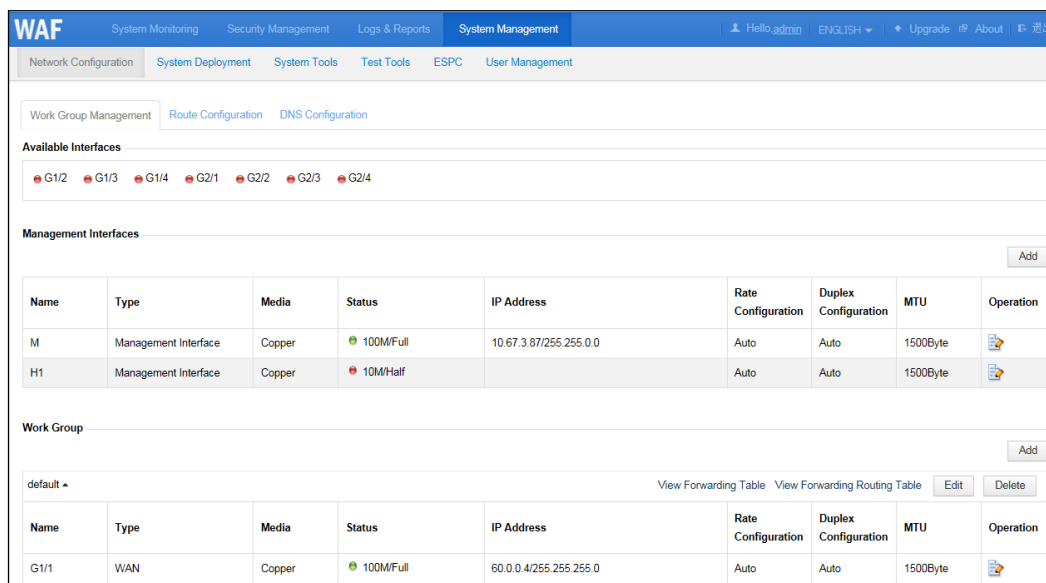 WAF System Monitoring Security Management Logs & Reports System Management Hello,admin ENGLISH Upgrade About 退出
Network Configuration System Deployment System Tools Test Tools ESPC User Management
Work Group Management Route Configuration DNS Configuration
Available Interfaces
G1/2 G1/3 G1/4 G2/1 G2/2 G2/3 G2/4
Management Interfaces
Add
Name Type Media Status IP Address Rate Configuration Duplex Configuration MTU Operation
M Management Interface Copper 100M/Full 10.67.3.87/255.255.0.0 Auto Auto 1500Byte
H1 Management Interface Copper 10M/Half Auto Auto 1500Byte
Work Group
Add
default View Forwarding Table View Forwarding Routing Table Edit Delete
Name Type Media Status IP Address Rate Configuration Duplex Configuration MTU Operation
G1/1 WAN Copper 100M/Full 60.0.0.4/255.255.255.0 Auto Auto 1500Byte